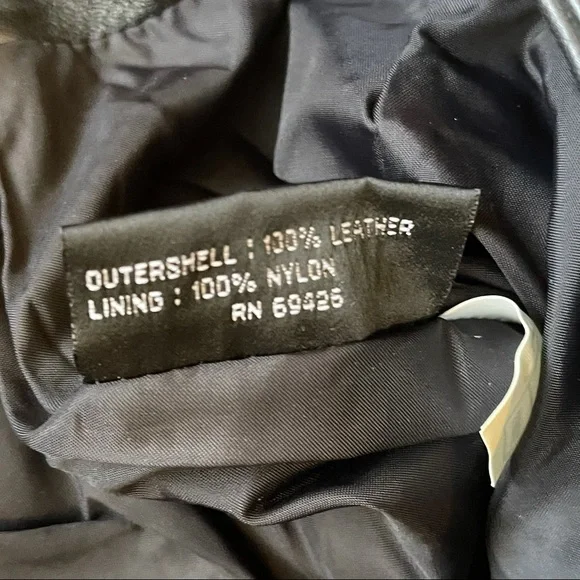 OUTERSHELL : 100% LEATHER
LINING : 100% NYLON
RN 69426